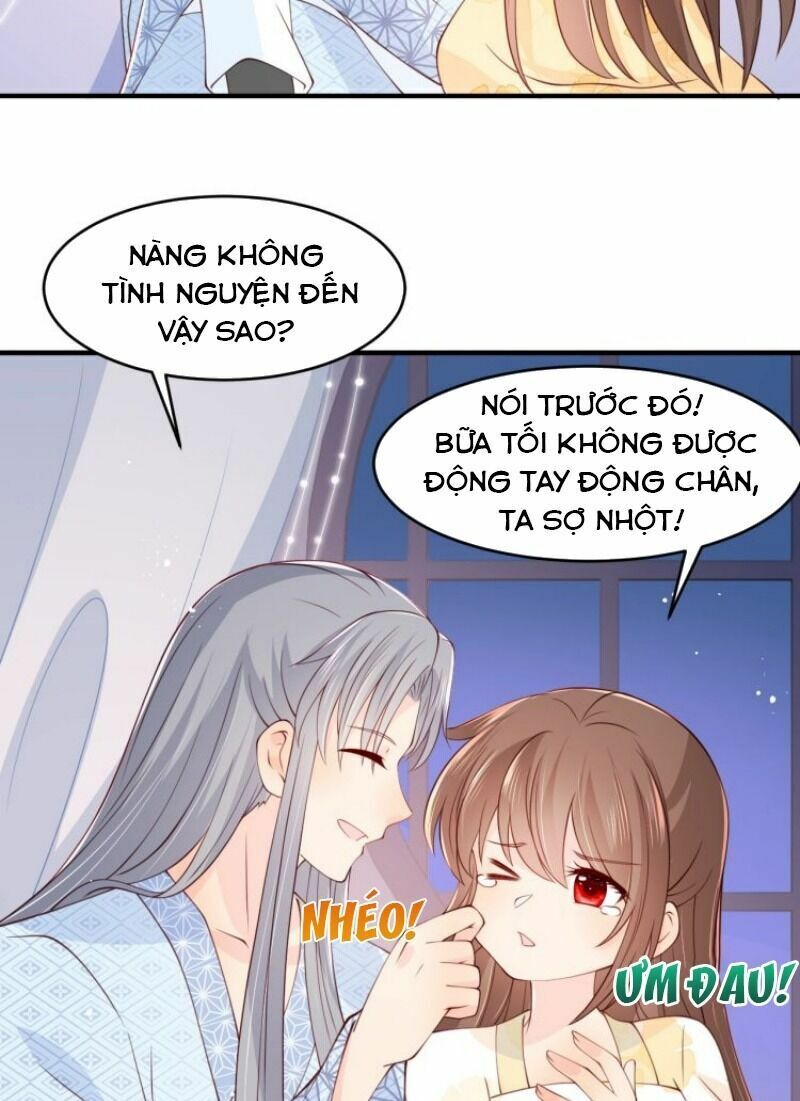 NÀNG KHÔNG
TÌNH NGUYỆN ĐẾN
VẬY SAO?
NÓI TRƯỚC ĐÓ!
BỮA TỐI KHÔNG ĐƯỢC
ĐỘNG TAY ĐỘNG CHÂN,
TA SỢ NHỘT!
NHÉO!
ƯM ĐAU!